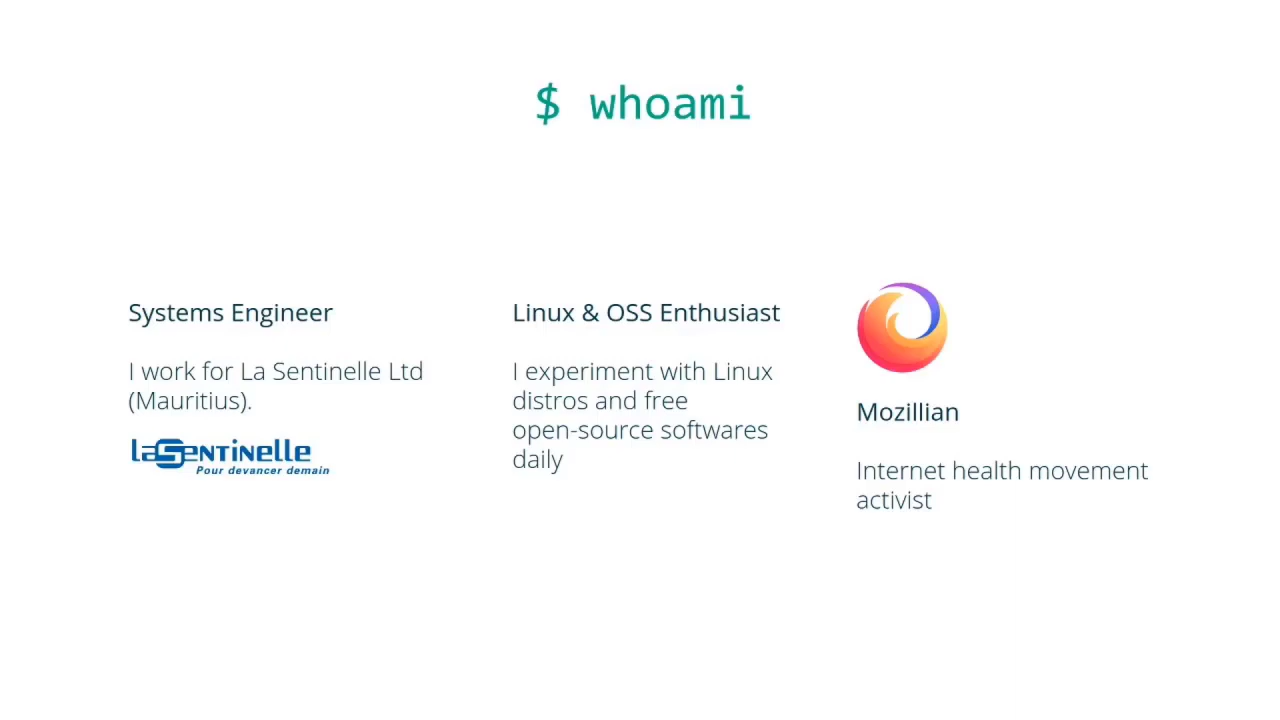 $ whoami
Systems Engineer
I work for La Sentinelle Ltd
(Mauritius).
laSentinelle
Pour devancer demain
Linux & OSS Enthusiast
I experiment with Linux
distros and free
open-source softwares
daily
Mozillian
Internet health movement
activist